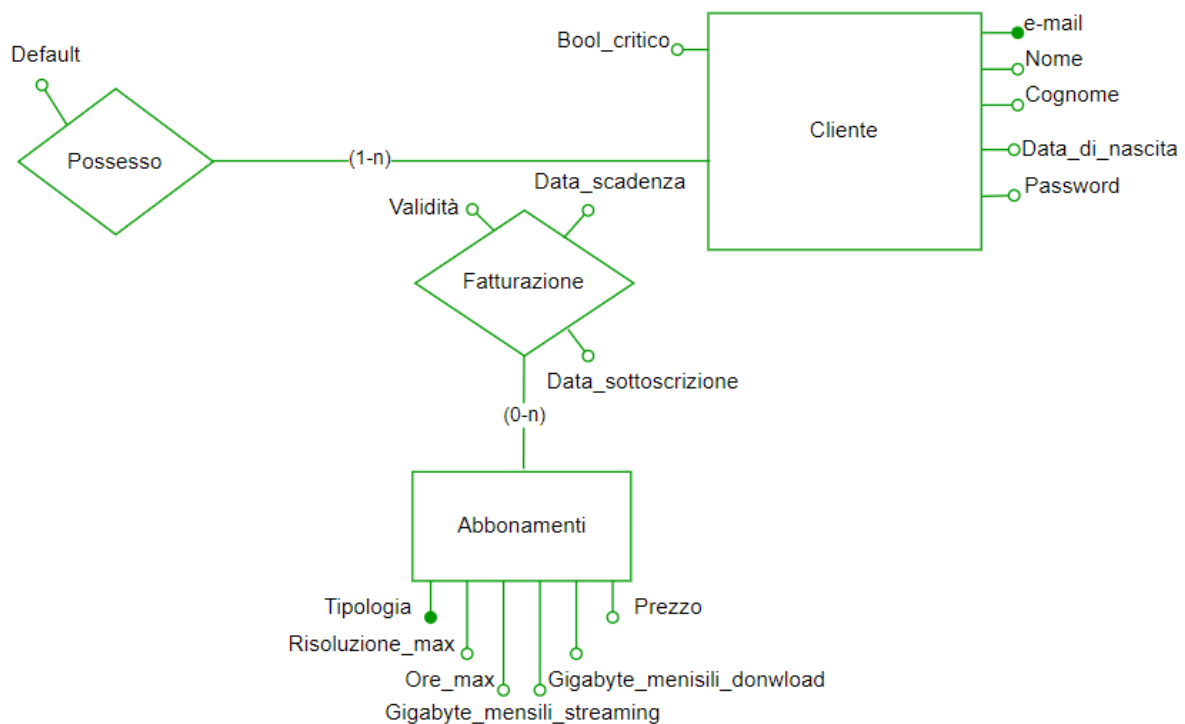 e-mail
Bool_critico
Default
Nome
Cognome
Cliente
Data_di_nascita
(1-n)
Possesso
Data_scadenza
Password
Validità
Fatturazione
Data_sottoscrizione
(0-n)
Abbonamenti
Tipologia
Prezzo
Risoluzione_max
Ore_max
Gigabyte_menisili_donwload
Gigabyte_mensili_streaming